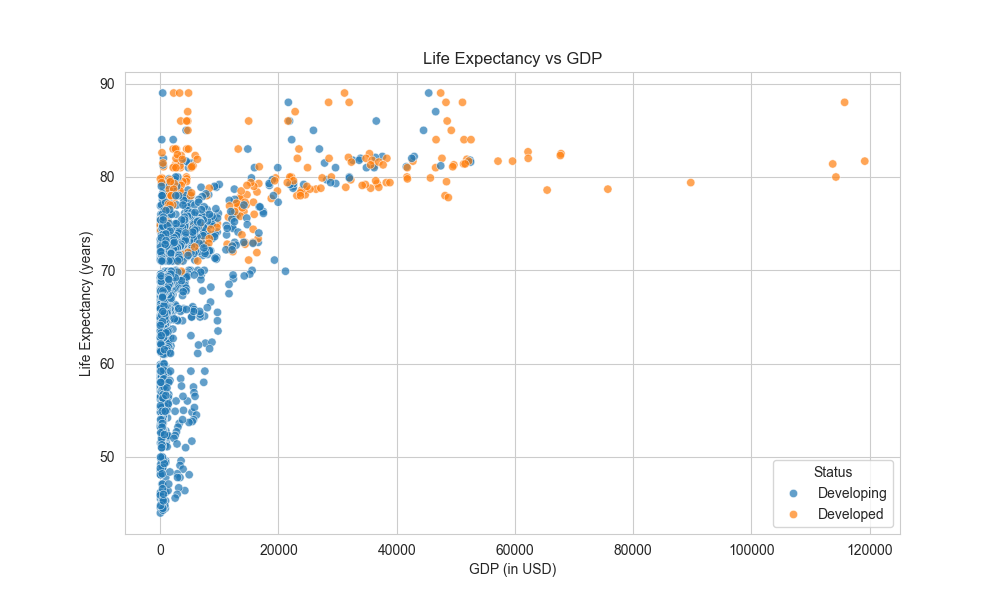 Life Expectancy vs GDP
Life Expectancy (years)
90
80
70
60
50
0
20000
40000
60000
80000
100000
120000
GDP (in USD)
Status
Developing
Developed